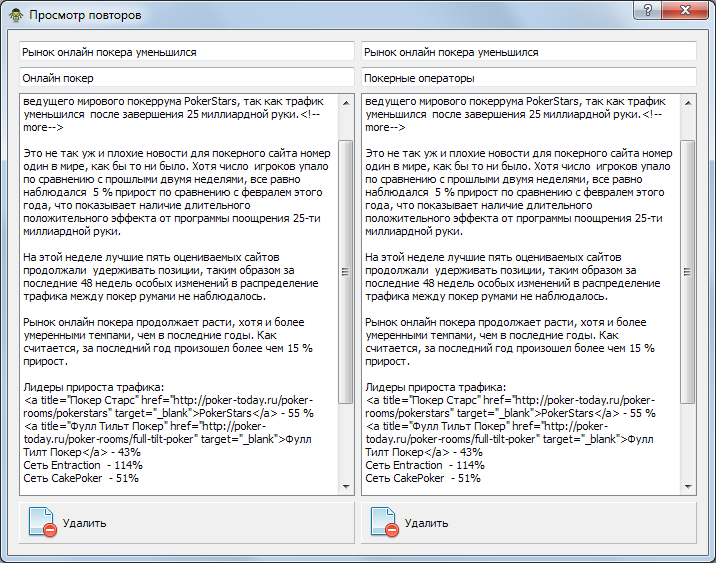 Просмотр повторов
Рынок онлайн покера уменьшился
Онлайн покер
ведущего мирового покеррума PokerStars, так как трафик
уменьшился  после завершения 25 миллиардной руки.<!--
more-->
Это не так уж и плохие новости для покерного сайта номер
один в мире, как бы то ни было. Хотя число  игроков упало
по сравнению с прошлыми двумя неделями, все равно
наблюдался  5 % прирост по сравнению с февралем этого
года, что показывает наличие длительного
положительного эффекта от программы поощрения 25-ти
миллиардной руки.
На этой неделе лучшие пять оцениваемых сайтов
продолжали  удерживать позиции, таким образом за
последние 48 недель особых изменений в распределение
трафика между покер румами не наблюдалось.
Рынок онлайн покера продолжает расти, хотя и более
умеренными темпами, чем в последние годы. Как
считается, за последний год произошел более чем 15 %
прирост.
Лидеры прироста трафика:
<a title="Покер Старс" href="http://poker-today.ru/poker-
rooms/pokerstars" target="_blank">PokerStars</a> - 55 %
<a title="Фулл Тильт Покер" href="http://poker-
today.ru/poker-rooms/full-tilt-poker" target="_blank">Фулл
Тилт Покер</a> - 43%
Сеть Entraction  - 114%
Сеть CakePoker  - 51%
Удалить
Рынок онлайн покера уменьшился
Покерные операторы
ведущего мирового покеррума PokerStars, так как трафик
уменьшился  после завершения 25 миллиардной руки.<!--
more-->
Это не так уж и плохие новости для покерного сайта номер
один в мире, как бы то ни было. Хотя число  игроков упало
по сравнению с прошлыми двумя неделями, все равно
наблюдался  5 % прирост по сравнению с февралем этого
года, что показывает наличие длительного
положительного эффекта от программы поощрения 25-ти
миллиардной руки.
На этой неделе лучшие пять оцениваемых сайтов
продолжали  удерживать позиции, таким образом за
последние 48 недель особых изменений в распределение
трафика между покер румами не наблюдалось.
Рынок онлайн покера продолжает расти, хотя и более
умеренными темпами, чем в последние годы. Как
считается, за последний год произошел более чем 15 %
прирост.
Лидеры прироста трафика:
<a title="Покер Старс" href="http://poker-today.ru/poker-
rooms/pokerstars" target="_blank">PokerStars</a> - 55 %
<a title="Фулл Тильт Покер" href="http://poker-
today.ru/poker-rooms/full-tilt-poker" target="_blank">Фулл
Тилт Покер</a> - 43%
Сеть Entraction  - 114%
Сеть CakePoker  - 51%
Удалить